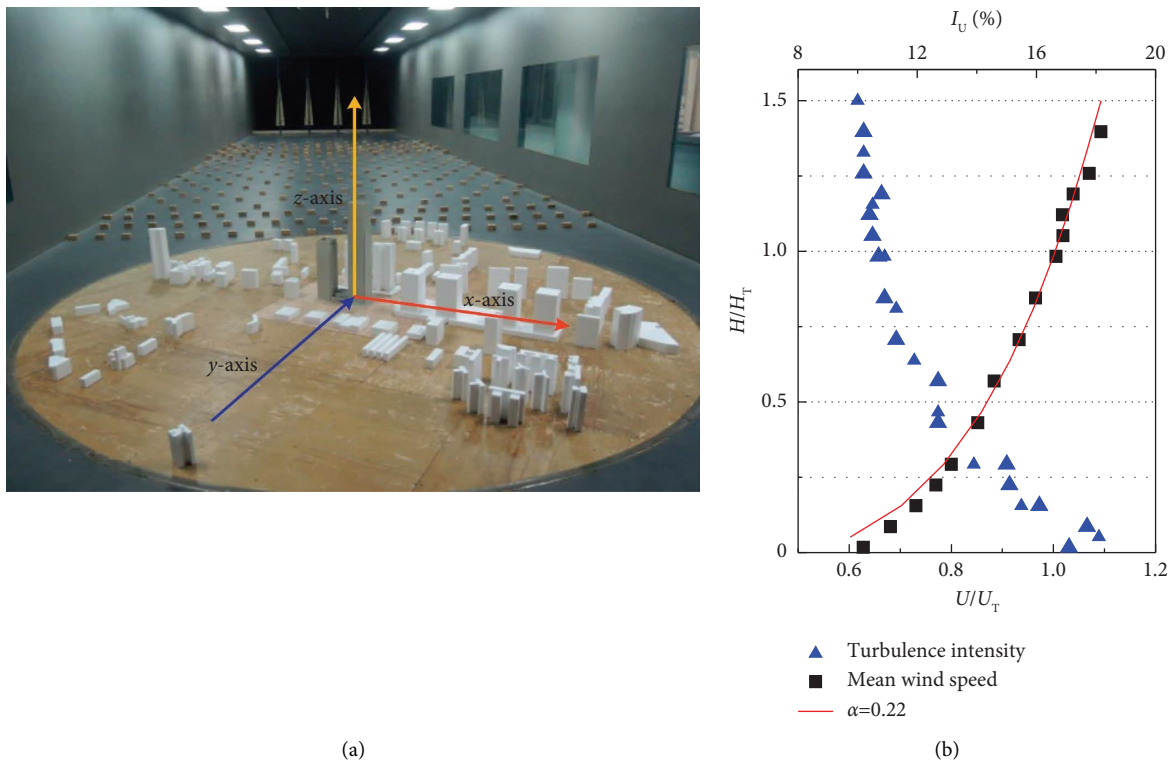 z-axis
x-axis
y-axis
(a)
I_U (%)
8 12 16 20
1.5
1.0
0.5
0
H/H_T
0.6 0.8 1.0 1.2
U/U_T
Turbulence intensity
Mean wind speed
α=0.22
(b)